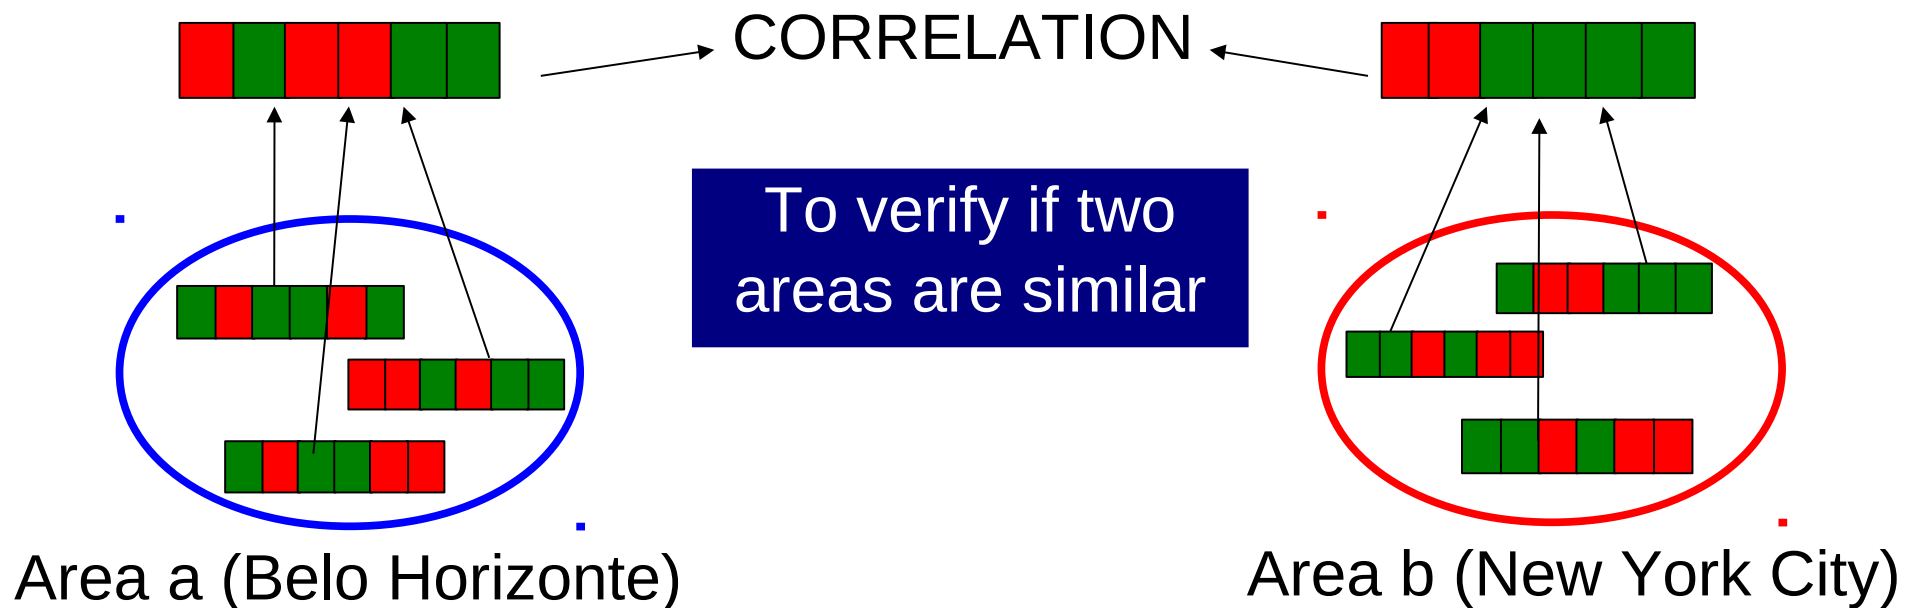 CORRELATION
To verify if two
areas are similar
Area a (Belo Horizonte)
Area b (New York City)